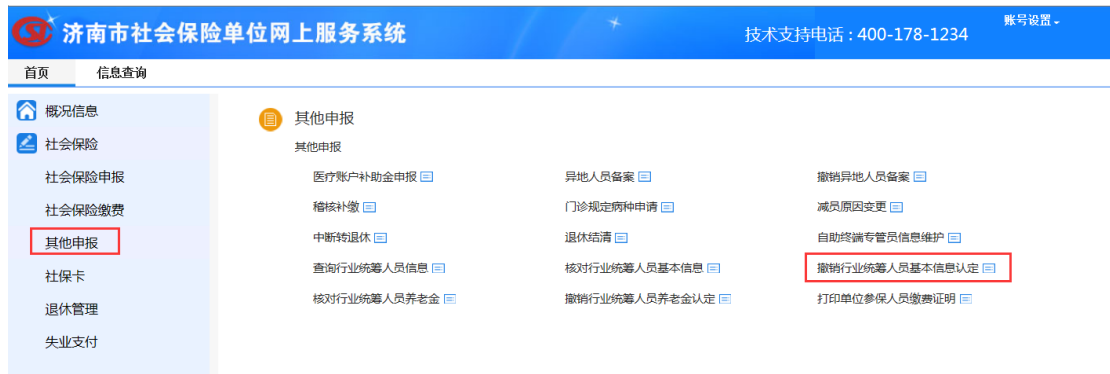 济南市社会保险单位网上服务系统
技术支持电话：400-178-1234
账号设置
首页 信息查询
概况信息
社会保险
社会保险申报
社会保险缴费
其他申报
社保卡
退休管理
失业支付
其他申报
其他申报
医疗账户补助金申报 异地人员备案 撤销异地人员备案
稽核补缴 门诊规定病种申请 减员原因变更
中断转退休 退休结清 自助终端专管员信息维护
查询行业统筹人员信息 核对行业统筹人员基本信息 撤销行业统筹人员基本信息认定
核对行业统筹人员养老金 撤销行业统筹人员养老金认定 打印单位参保人员缴费证明